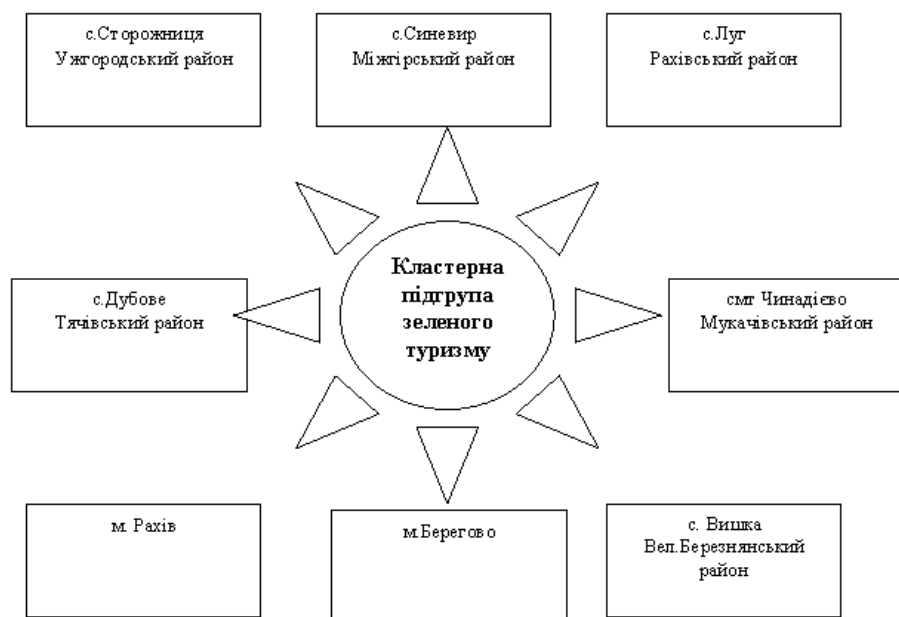 с.Сторожниця
Ужгородський район
с.Синевир
Міжгірський район
с.Луг
Рахівський район
с.Дубове
Тячівський район
Кластерна
підгрупа
зеленого
туризму
смт Чинадієво
Мукачівський район
м. Рахів
м.Берегово
с. Вишка
Вел.Березнянський
район